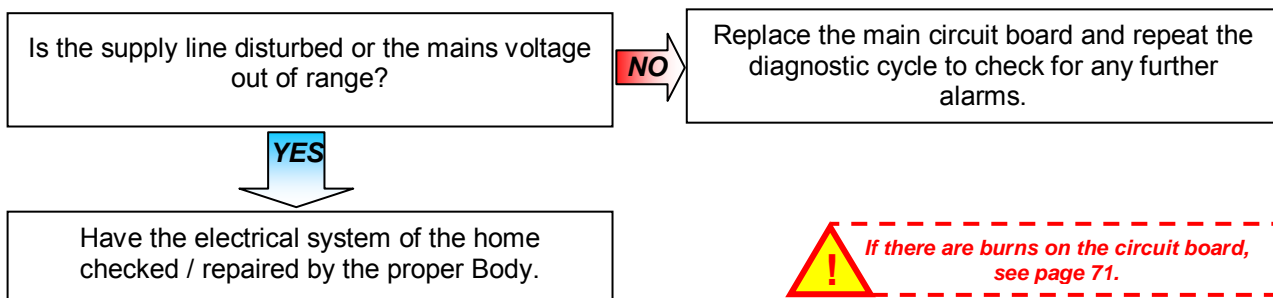 Is the supply line disturbed or the mains voltage
out of range?
NO
Replace the main circuit board and repeat the
diagnostic cycle to check for any further
alarms.
YES
Have the electrical system of the home
checked / repaired by the proper Body.
!
If there are burns on the circuit board,
see page 71.